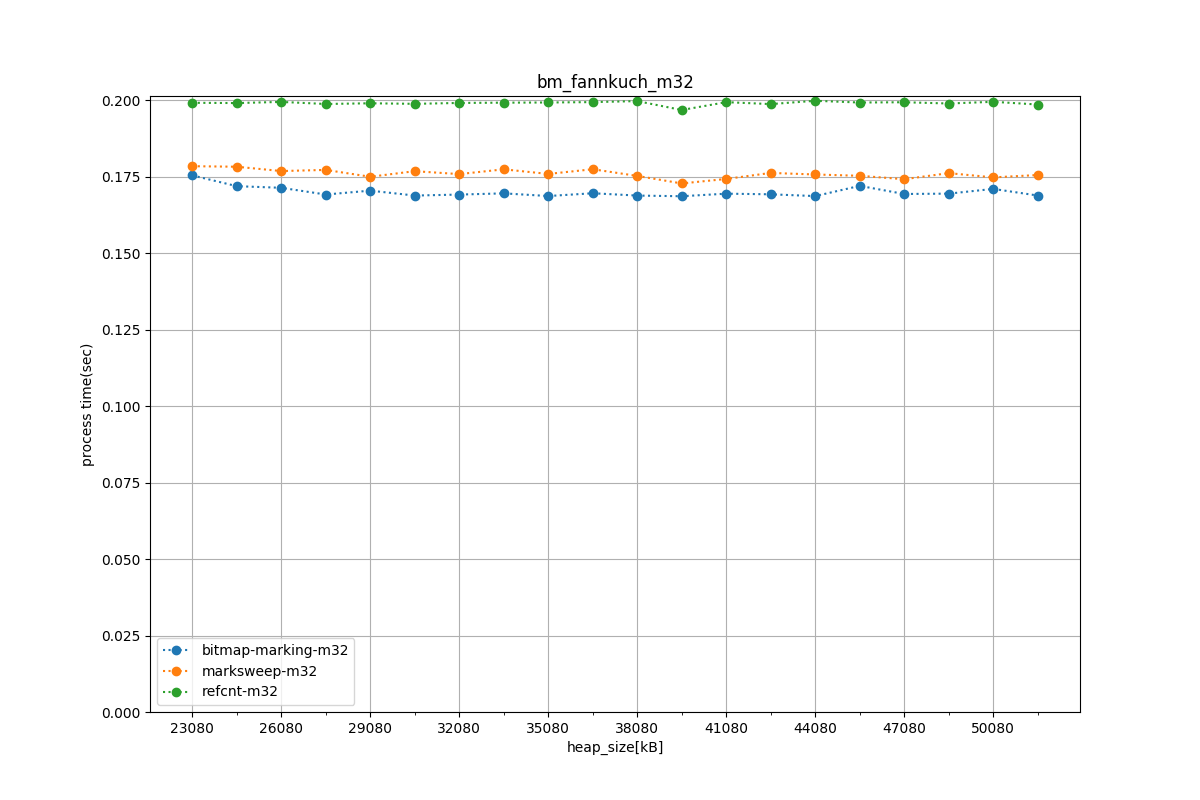 bm_fannkuch_m32
0.200
0.175
0.150
0.125
0.100
0.075
0.050
0.025
0.000
process time(sec)
bitmap-marking-m32
marksweep-m32
refcnt-m32
23080 26080 29080 32080 35080 38080 41080 44080 47080 50080
heap_size[kB]